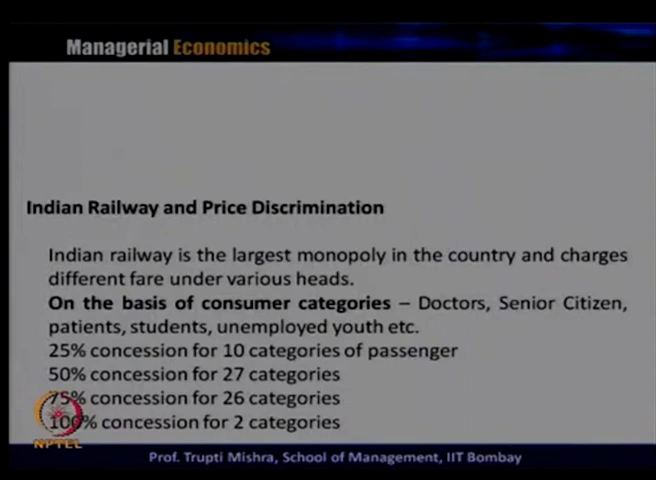 Managerial Economics
Indian Railway and Price Discrimination
Indian railway is the largest monopoly in the country and charges
different fare under various heads.
On the basis of consumer categories – Doctors, Senior Citizen,
patients, students, unemployed youth etc.
25% concession for 10 categories of passenger
50% concession for 27 categories
75% concession for 26 categories
100% concession for 2 categories
NPTEL
Prof. Trupti Mishra, School of Management, IIT Bombay